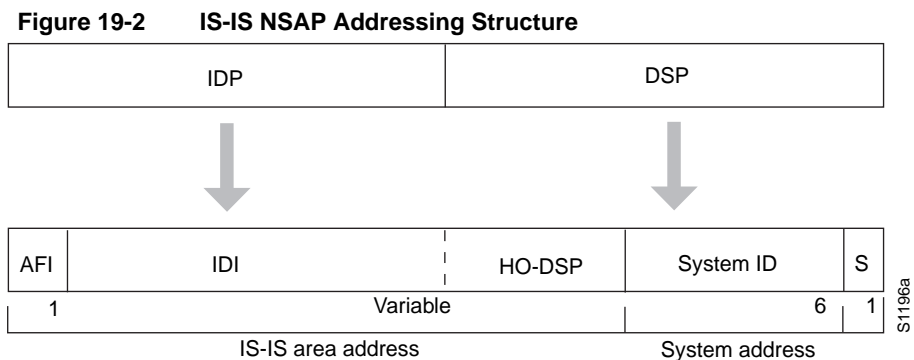 Figure 19-2 IS-IS NSAP Addressing Structure
IDP DSP
AFI IDI HO-DSP System ID S
1 Variable 6 1
IS-IS area address System address
S1196a